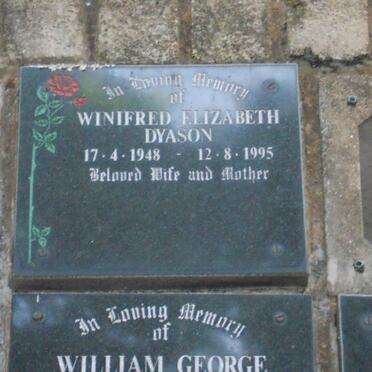 In Loving Memory
of
WINIFRED ELIZABETH
DYASON
17·4·1948 - 12·8·1995
Beloved Wife and Mother
In Loving Memory
of
WILLIAM GEORGE